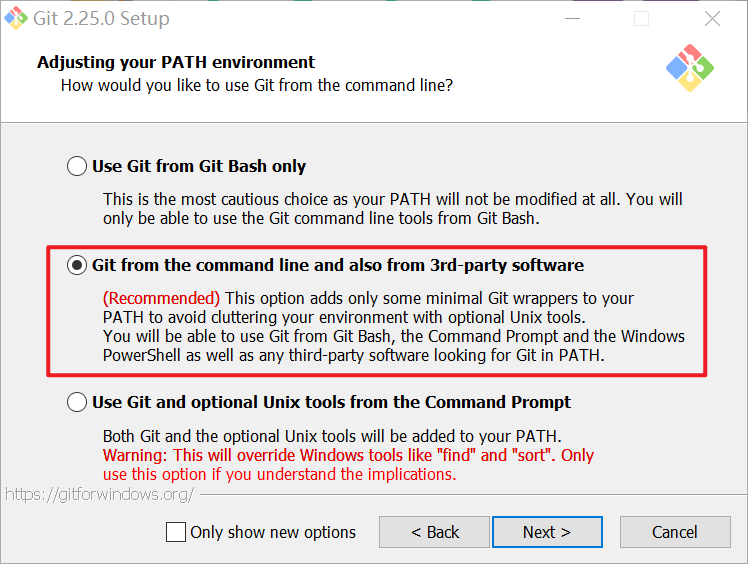 Git 2.25.0 Setup
Adjusting your PATH environment
How would you like to use Git from the command line?
Use Git from Git Bash only
This is the most cautious choice as your PATH will not be modified at all. You will
only be able to use the Git command line tools from Git Bash.
Git from the command line and also from 3rd-party software
(Recommended) This option adds only some minimal Git wrappers to your
PATH to avoid cluttering your environment with optional Unix tools.
You will be able to use Git from Git Bash, the Command Prompt and the Windows
PowerShell as well as any third-party software looking for Git in PATH.
Use Git and optional Unix tools from the Command Prompt
Both Git and the optional Unix tools will be added to your PATH.
Warning: This will override Windows tools like "find" and "sort". Only
use this option if you understand the implications.
https://gitforwindows.org/
Only show new options
< Back
Next >
Cancel